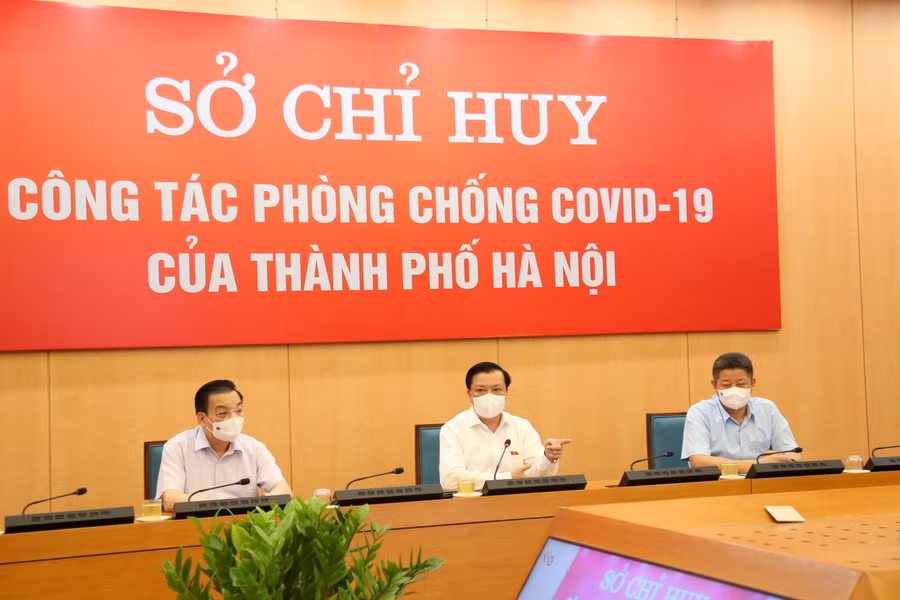 SỞ CHỈ HUY
CÔNG TÁC PHÒNG CHỐNG COVID-19
CỦA THÀNH PHỐ HÀ NỘI
SỞ CHỈ HUY